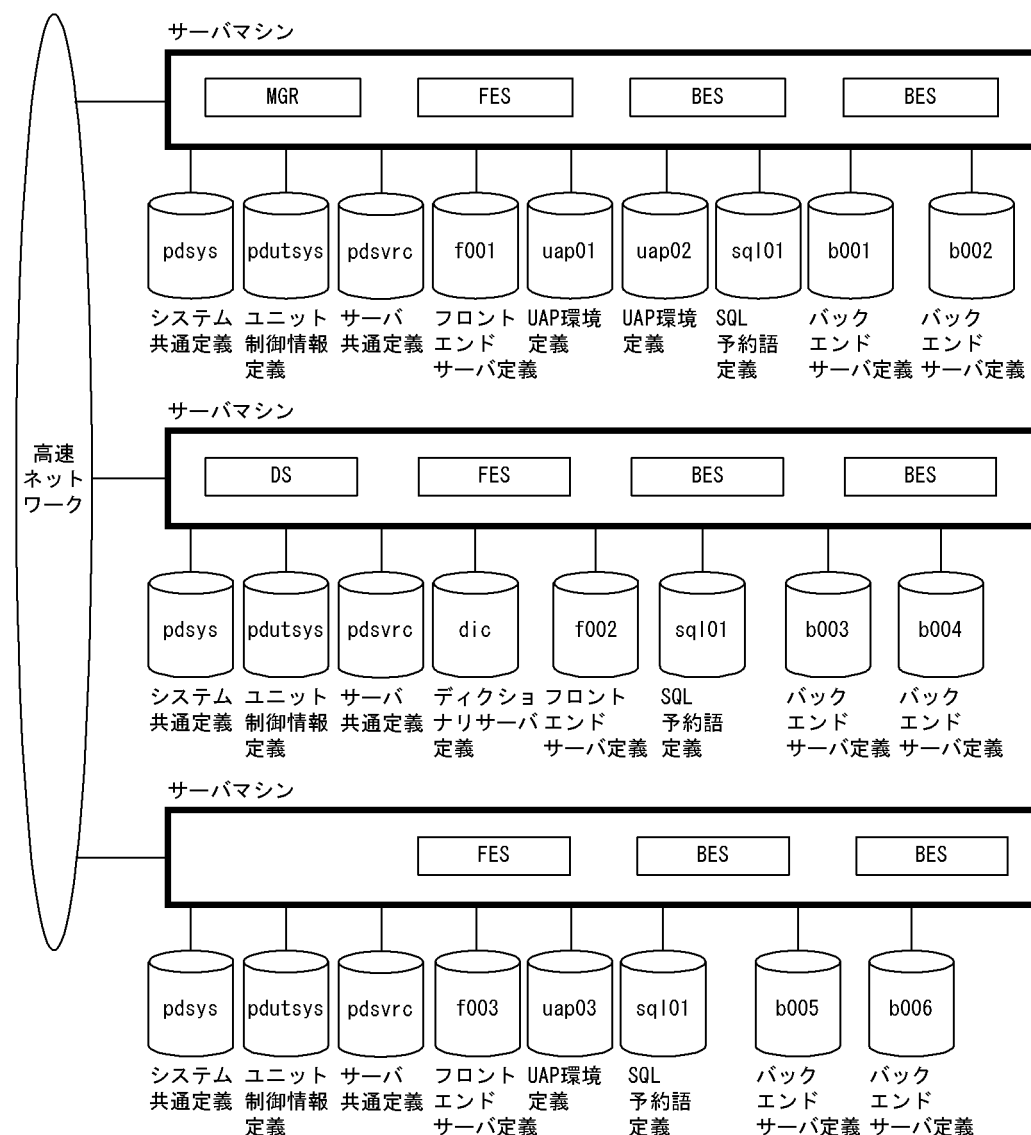 サーバマシン
MGR
FES
BES
BES
pdsys
pdutsys
pdsvrc
f001
uap01
uap02
sql01
b001
b002
システム
共通定義
ユニット
制御情報
定義
サーバ
共通定義
フロント
エンド
サーバ定義
UAP環境
定義
UAP環境
定義
SQL
予約語
定義
バック
エンド
サーバ定義
バック
エンド
サーバ定義
高速
ネット
ワーク
サーバマシン
DS
FES
BES
BES
pdsys
pdutsys
pdsvrc
dic
f002
sql01
b003
b004
システム
共通定義
ユニット
制御情報
定義
サーバ
共通定義
ディクショ
ナリサーバ
定義
フロント
エンド
サーバ定義
SQL
予約語
定義
バック
エンド
サーバ定義
バック
エンド
サーバ定義
サーバマシン
FES
BES
BES
pdsys
pdutsys
pdsvrc
f003
uap03
sql01
b005
b006
システム
共通定義
ユニット
制御情報
定義
サーバ
共通定義
フロント
エンド
サーバ定義
UAP環境
定義
SQL
予約語
定義
バック
エンド
サーバ定義
バック
エンド
サーバ定義